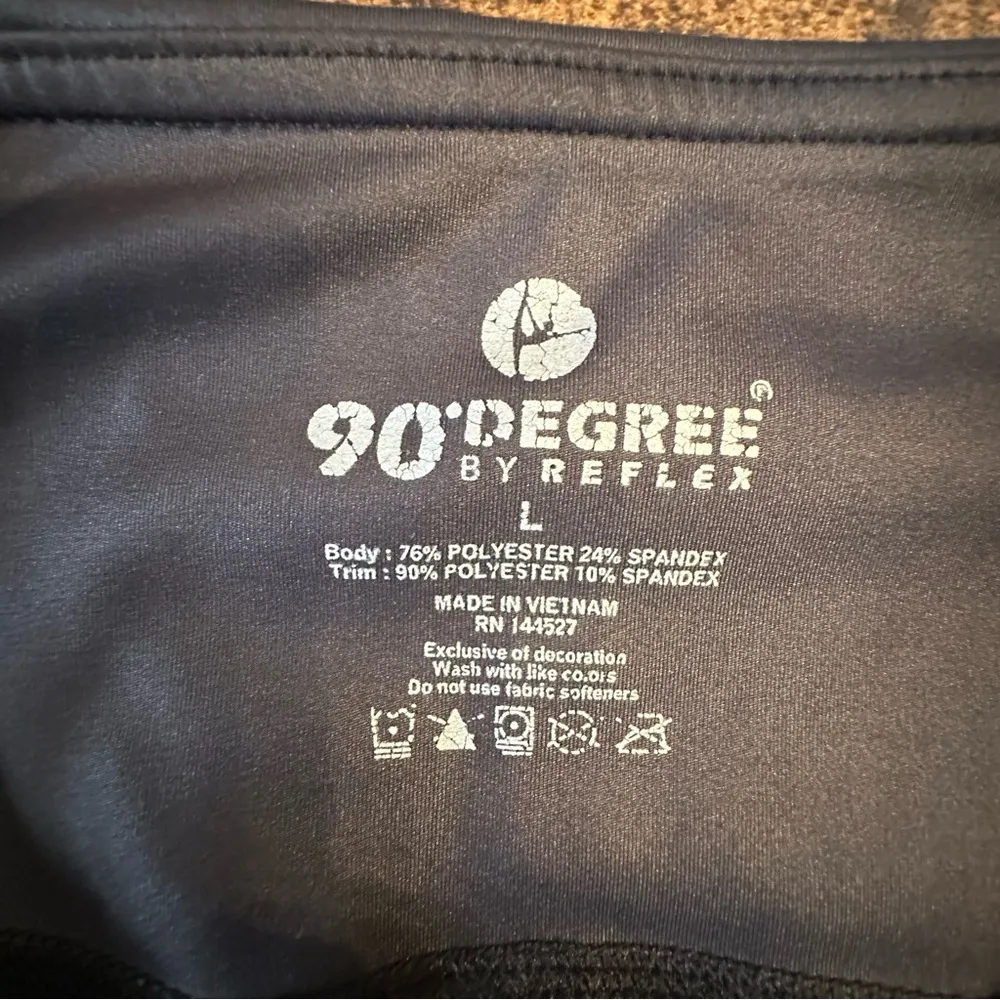 90°DEGREE®
BY REFLEX
L
Body : 76% POLYESTER 24% SPANDEX
Trim : 90% POLYESTER 10% SPANDEX
MADE IN VIETNAM
RN 144527
Exclusive of decoration
Wash with like colors
Do not use fabric softeners